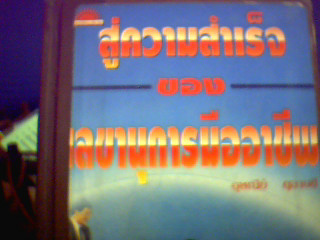 สู่ความสำเร็จ
ของ
เลขานุการมืออาชีพ